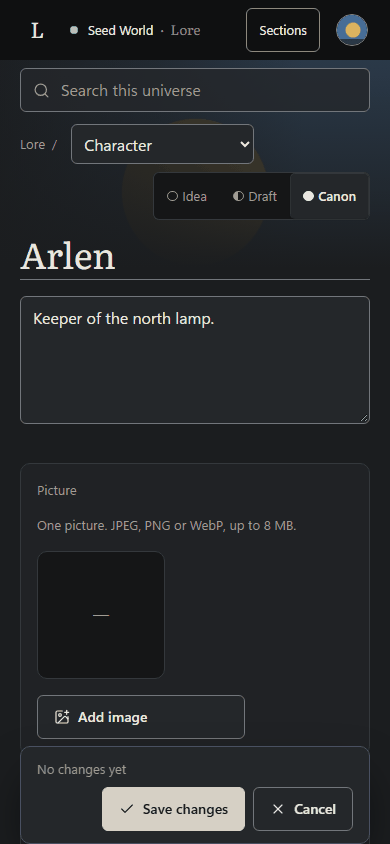 L
Seed World · Lore
Sections
Search this universe
Lore / Character
Idea Draft Canon
Arlen
Keeper of the north lamp.
Picture
One picture. JPEG, PNG or WebP, up to 8 MB.
—
Add image
No changes yet
Save changes Cancel